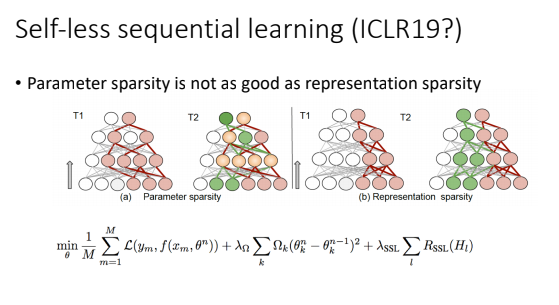 Self-less sequential learning (ICLR19?)
• Parameter sparsity is not as good as representation sparsity
T1 T2 T1 T2
(a) Parameter sparsity (b) Representation sparsity
\min_{\theta} \frac{1}{M} \sum_{m=1}^{M} \mathcal{L}(y_m, f(x_m, \theta^n)) + \lambda_\Omega \sum_k \Omega_k (\theta_k^n - \theta_k^{n-1})^2 + \lambda_{\text{SSL}} \sum_l R_{\text{SSL}}(H_l)